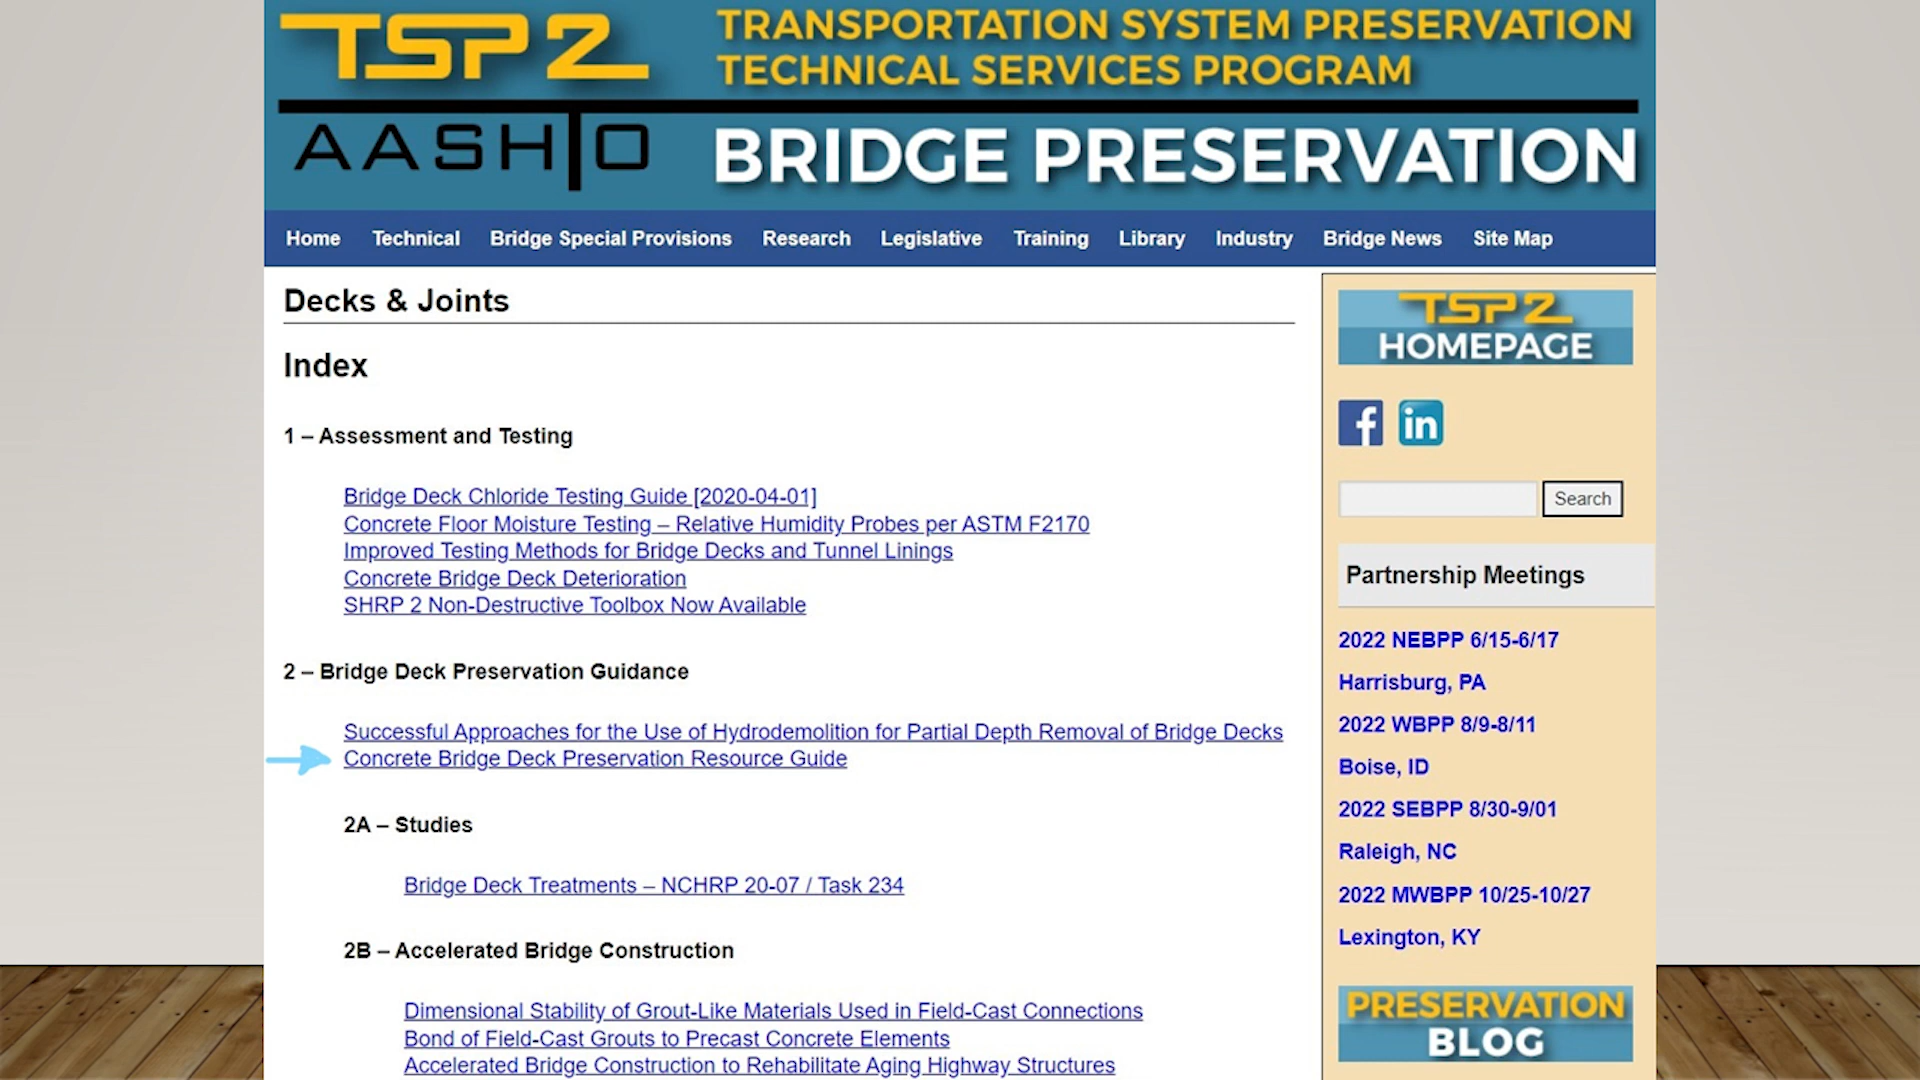 TSP2
AASHTO
TRANSPORTATION SYSTEM PRESERVATION
TECHNICAL SERVICES PROGRAM
BRIDGE PRESERVATION
Home Technical Bridge Special Provisions Research Legislative Training Library Industry Bridge News Site Map
Decks & Joints
Index
1 – Assessment and Testing
Bridge Deck Chloride Testing Guide [2020-04-01]
Concrete Floor Moisture Testing – Relative Humidity Probes per ASTM F2170
Improved Testing Methods for Bridge Decks and Tunnel Linings
Concrete Bridge Deck Deterioration
SHRP 2 Non-Destructive Toolbox Now Available
2 – Bridge Deck Preservation Guidance
Successful Approaches for the Use of Hydrodemolition for Partial Depth Removal of Bridge Decks
Concrete Bridge Deck Preservation Resource Guide
2A – Studies
Bridge Deck Treatments – NCHRP 20-07 / Task 234
2B – Accelerated Bridge Construction
Dimensional Stability of Grout-Like Materials Used in Field-Cast Connections
Bond of Field-Cast Grouts to Precast Concrete Elements
Accelerated Bridge Construction to Rehabilitate Aging Highway Structures
TSP2
HOMEPAGE
f in
Search
Partnership Meetings
2022 NEBPP 6/15-6/17
Harrisburg, PA
2022 WBPP 8/9-8/11
Boise, ID
2022 SEBPP 8/30-9/01
Raleigh, NC
2022 MWBPP 10/25-10/27
Lexington, KY
PRESERVATION
BLOG